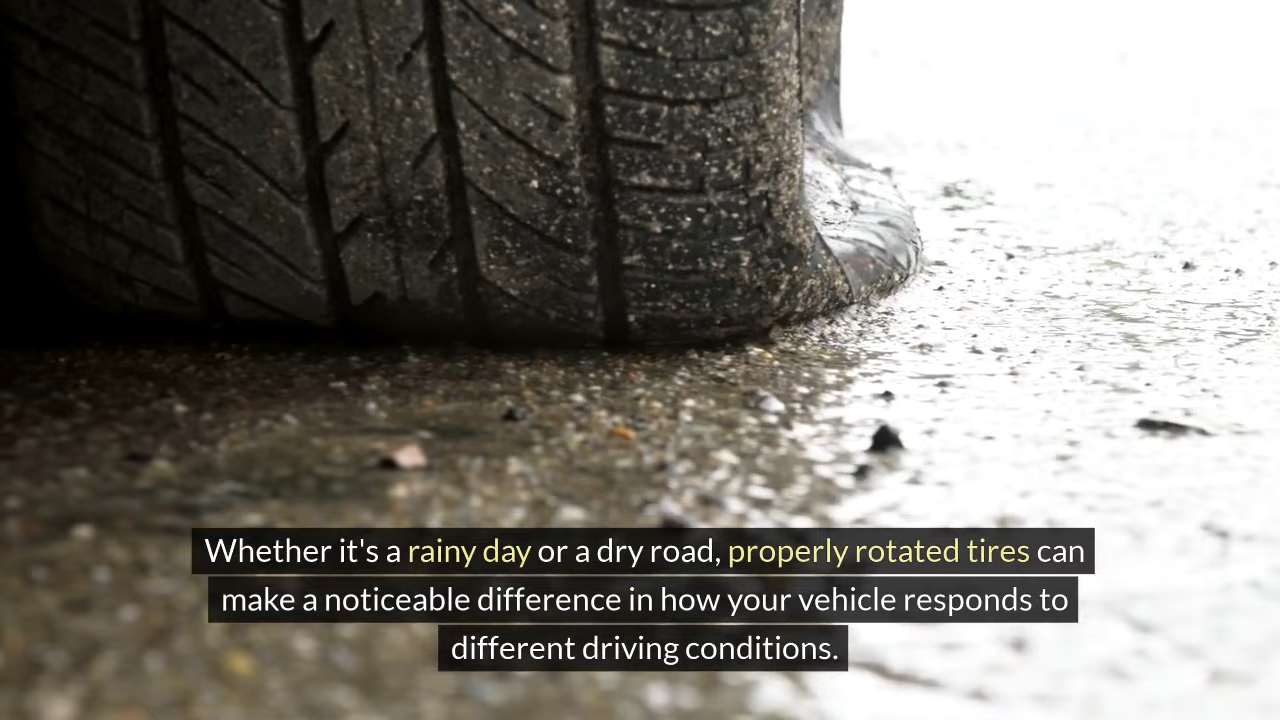 Whether it's a rainy day or a dry road, properly rotated tires can
make a noticeable difference in how your vehicle responds to
different driving conditions.